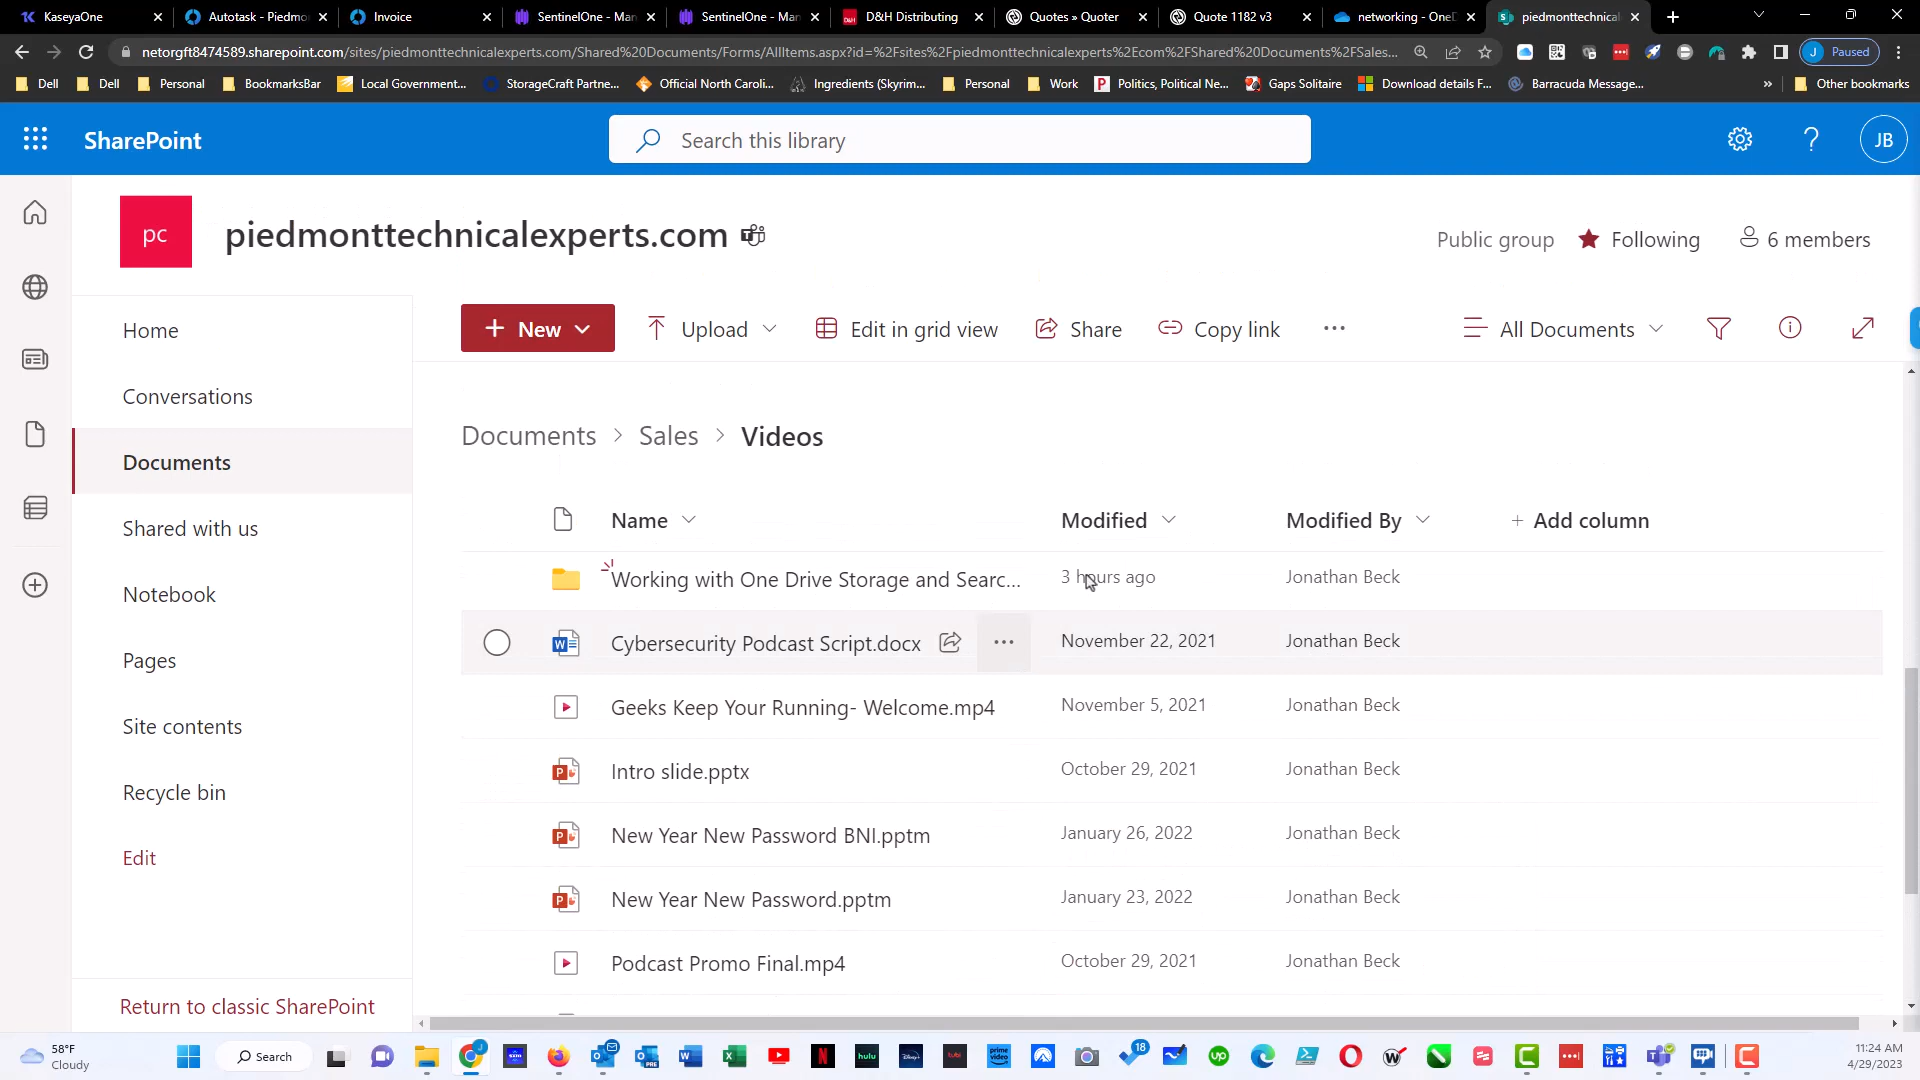 KaseyaOne
Autotask - Piedmo
Invoice
SentinelOne - Man
SentinelOne - Man
D&H Distributing
Quotes » Quoter
Quote 1182 v3
networking - OneD
piedmonttechnical
netorgft8474589.sharepoint.com/sites/piedmonttechnicalexperts.com/Shared%20Documents/Forms/AllItems.aspx?id=%2Fsites%2Fpiedmonttechnicalexperts%2Ecom%2FShared%20Documents%2FSales...
J Paused
Dell
Dell
Personal
BookmarksBar
Local Government...
StorageCraft Partne...
Official North Caroli...
Ingredients (Skyrim...
Personal
Work
Politics, Political Ne...
Gaps Solitaire
Download details F...
Barracuda Message...
»
Other bookmarks
SharePoint
Search this library
JB
pc
piedmonttechnicalexperts.com
Public group
Following
6 members
Home
Conversations
Documents
Shared with us
Notebook
Pages
Site contents
Recycle bin
Edit
Return to classic SharePoint
+ New
Upload
Edit in grid view
Share
Copy link
...
All Documents
Documents > Sales > Videos
Name
Modified
Modified By
+ Add column
Working with One Drive Storage and Searc...
3 hours ago
Jonathan Beck
Cybersecurity Podcast Script.docx
November 22, 2021
Jonathan Beck
Geeks Keep Your Running- Welcome.mp4
November 5, 2021
Jonathan Beck
Intro slide.pptx
October 29, 2021
Jonathan Beck
New Year New Password BNI.pptm
January 26, 2022
Jonathan Beck
New Year New Password.pptm
January 23, 2022
Jonathan Beck
Podcast Promo Final.mp4
October 29, 2021
Jonathan Beck
58°F
Cloudy
Search
hulu
prime video
18
11:24 AM
4/29/2023